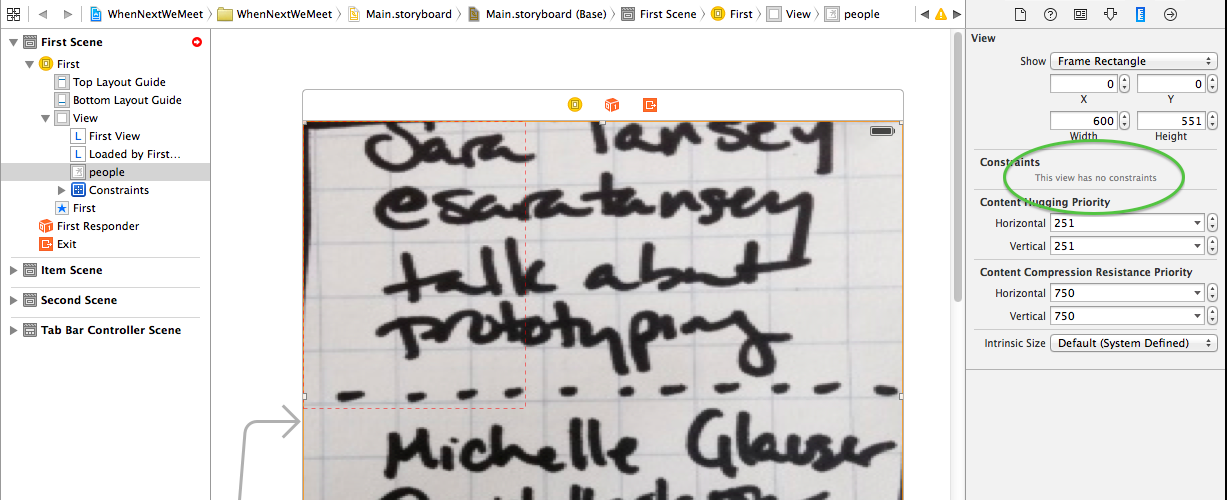 WhenNextWeMeet
WhenNextWeMeet
Main.storyboard
Main.storyboard (Base)
First Scene
First
View
people
First Scene
First
Top Layout Guide
Bottom Layout Guide
View
L First View
L Loaded by First...
people
Constraints
First
First Responder
Exit
Item Scene
Second Scene
Tab Bar Controller Scene
Sara Tansey
@saratansey
talk about
prototyping
Michelle Glauser
View
Show Frame Rectangle
0 0
X Y
600 551
Width Height
Constraints
This view has no constraints
Content Hugging Priority
Horizontal 251
Vertical 251
Content Compression Resistance Priority
Horizontal 750
Vertical 750
Intrinsic Size Default (System Defined)